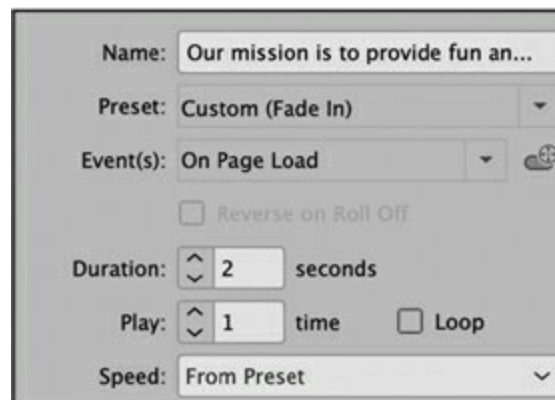 Name: Our mission is to provide fun an...
Preset: Custom (Fade In)
Event(s): On Page Load
Reverse on Roll Off
Duration: 2 seconds
Play: 1 time Loop
Speed: From Preset